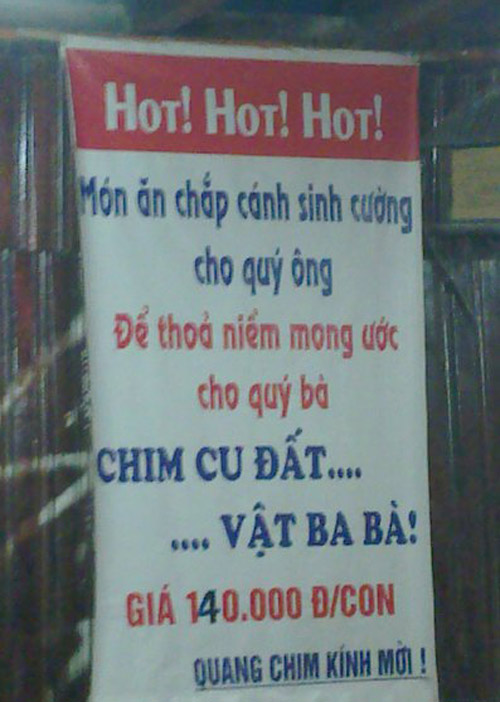 HOT! HOT! HOT!
Món ăn chắp cánh sinh cường
cho quý ông
Để thoả niềm mong ước
cho quý bà
CHIM CU ĐẤT....
.... VẬT BA BÀ!
GIÁ 140.000 Đ/CON
QUANG CHIM KÍNH MỜI !